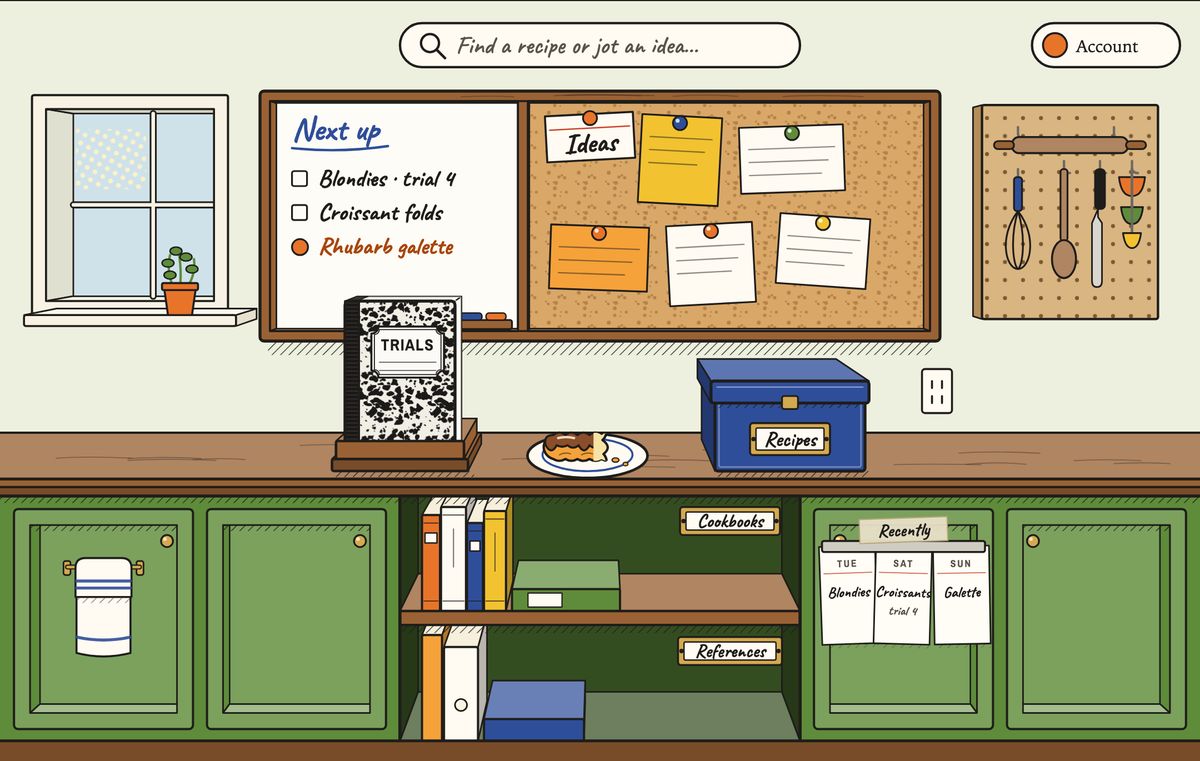 Find a recipe or jot an idea...
Account
Next up
Blondies · trial 4
Croissant folds
Rhubarb galette
Ideas
TRIALS
Recipes
Cookbooks
References
Recently
TUE
Blondies
SAT
Croissants
trial 4
SUN
Galette